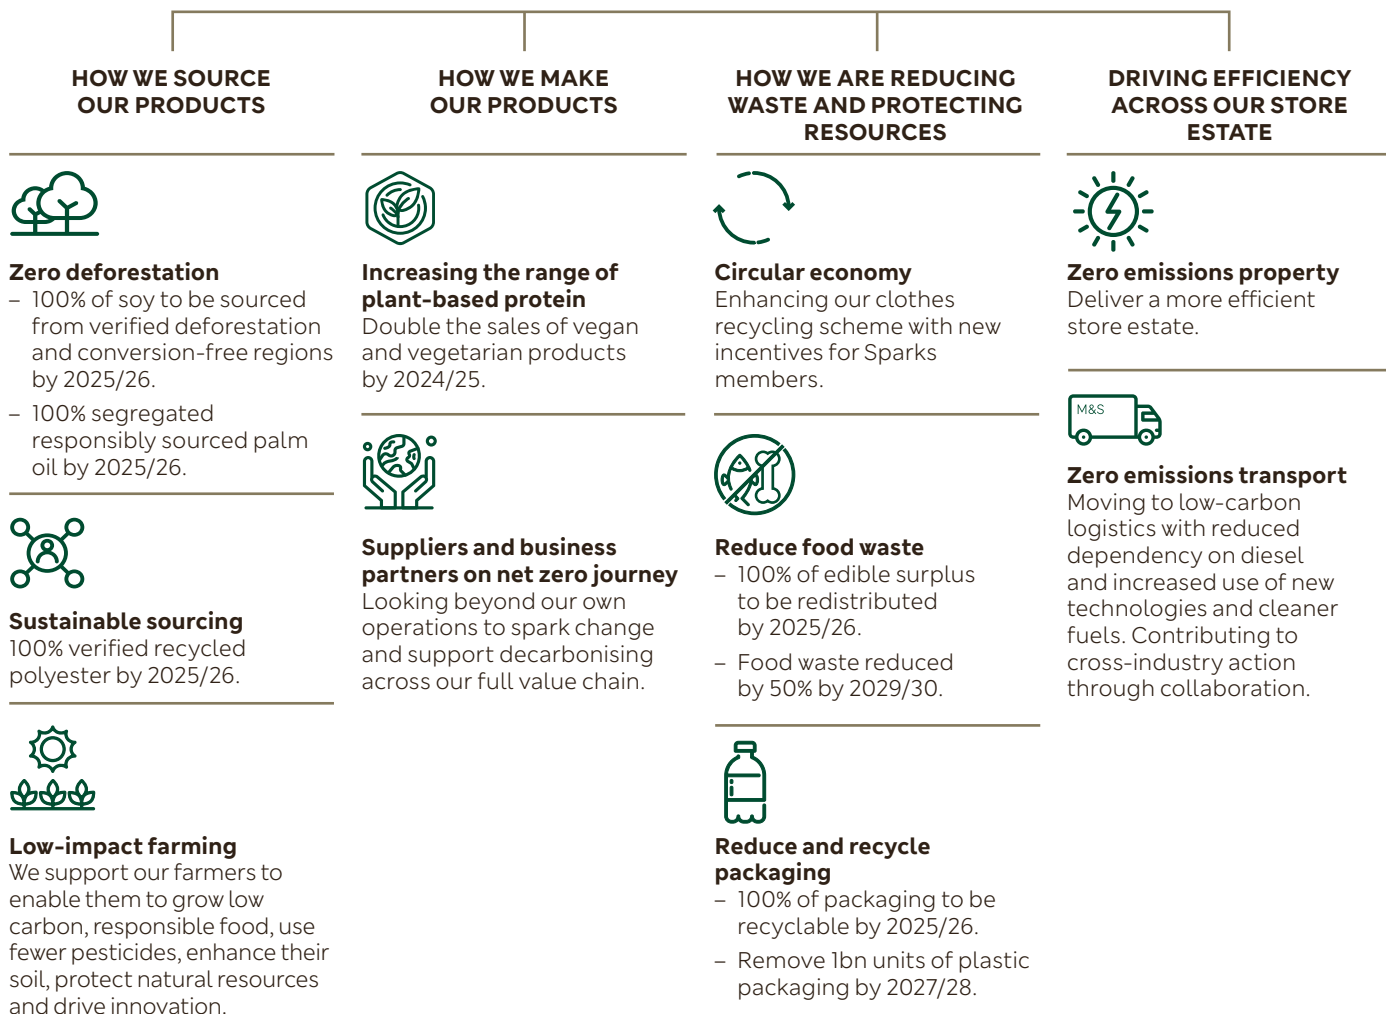 HOW WE SOURCE
OUR PRODUCTS
Zero deforestation
– 100% of soy to be sourced
from verified deforestation
and conversion-free regions
by 2025/26.
– 100% segregated
responsibly sourced palm
oil by 2025/26.
Sustainable sourcing
100% verified recycled
polyester by 2025/26.
Low-impact farming
We support our farmers to
enable them to grow low
carbon, responsible food, use
fewer pesticides, enhance their
soil, protect natural resources
and drive innovation.
HOW WE MAKE
OUR PRODUCTS
Increasing the range of
plant-based protein
Double the sales of vegan
and vegetarian products
by 2024/25.
Suppliers and business
partners on net zero journey
Looking beyond our own
operations to spark change
and support decarbonising
across our full value chain.
HOW WE ARE REDUCING
WASTE AND PROTECTING
RESOURCES
Circular economy
Enhancing our clothes
recycling scheme with new
incentives for Sparks
members.
Reduce food waste
– 100% of edible surplus
to be redistributed
by 2025/26.
– Food waste reduced
by 50% by 2029/30.
Reduce and recycle
packaging
– 100% of packaging to be
recyclable by 2025/26.
– Remove 1bn units of plastic
packaging by 2027/28.
DRIVING EFFICIENCY
ACROSS OUR STORE
ESTATE
Zero emissions property
Deliver a more efficient
store estate.
M&S
Zero emissions transport
Moving to low-carbon
logistics with reduced
dependency on diesel
and increased use of new
technologies and cleaner
fuels. Contributing to
cross-industry action
through collaboration.